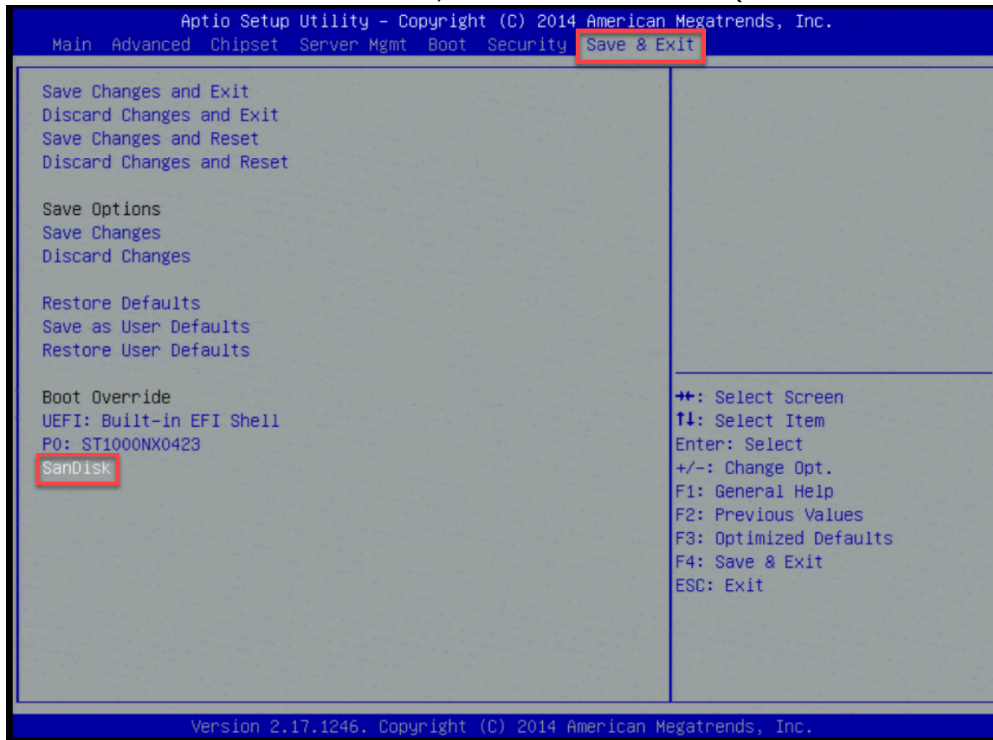 Aptio Setup Utility – Copyright (C) 2014 American Megatrends, Inc.
Main Advanced Chipset Server Mgmt Boot Security Save & Exit
Save Changes and Exit
Discard Changes and Exit
Save Changes and Reset
Discard Changes and Reset
Save Options
Save Changes
Discard Changes
Restore Defaults
Save as User Defaults
Restore User Defaults
Boot Override
UEFI: Built-in EFI Shell
P0: ST1000NX0423
SanDisk
→←: Select Screen
↑↓: Select Item
Enter: Select
+/-: Change Opt.
F1: General Help
F2: Previous Values
F3: Optimized Defaults
F4: Save & Exit
ESC: Exit
Version 2.17.1246. Copyright (C) 2014 American Megatrends, Inc.